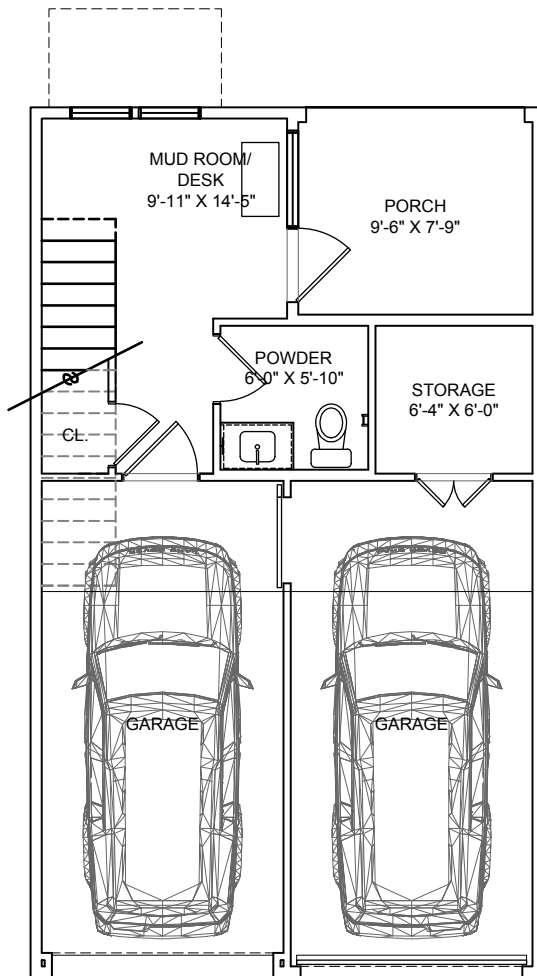 MUD ROOM/
DESK
9'-11" X 14'-5"
PORCH
9'-6" X 7'-9"
POWDER
6'-0" X 5'-10"
STORAGE
6'-4" X 6'-0"
CL.
GARAGE
GARAGE